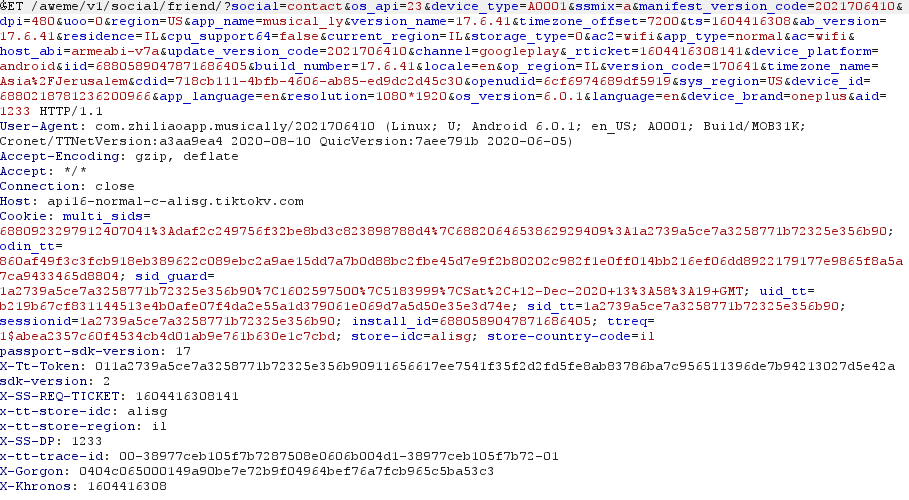 GET /aweme/v1/social/friend/?social=contact&os_api=23&device_type=A0001&ssmix=a&manifest_version_code=2021706410&
dpi=480&uoo=0&region=US&app_name=musical_ly&version_name=17.6.41&timezone_offset=7200&ts=1604416308&ab_version=
17.6.41&residence=IL&cpu_support64=false&current_region=IL&storage_type=0&ac2=wifi&app_type=normal&ac=wifi&
host_abi=armeabi-v7a&update_version_code=2021706410&channel=googleplay&_rticket=1604416308141&device_platform=
android&iid=6880589047871686405&build_number=17.6.41&locale=en&op_region=IL&version_code=170641&timezone_name=
Asia%2FJerusalem&cdid=718cb111-4bfb-4606-ab85-ed9dc2d45c30&openudid=6cf6974689df5919&sys_region=US&device_id=
6880218781236200966&app_language=en&resolution=1080*1920&os_version=6.0.1&language=en&device_brand=oneplus&aid=
1233 HTTP/1.1
User-Agent: com.zhiliaoapp.musically/2021706410 (Linux; U; Android 6.0.1; en_US; A0001; Build/MOB31K;
Cronet/TTNetVersion:a3aa9ea4 2020-08-10 QuicVersion:7aee791b 2020-06-05)
Accept-Encoding: gzip, deflate
Accept: */*
Connection: close
Host: api16-normal-c-alisg.tiktokv.com
Cookie: multi_sids=
6880923297912407041%3Adaf2c249756f32be8bd3c823898788d4%7C6882064653862929409%3A1a2739a5ce7a3258771b72325e356b90;
odin_tt=
860af49f3c3fcb918eb389622c089ebc2a9ae15dd7a7b0d88bc2fbe45d7e9f2b80202c982f1e0ff014bb216ef06dd8922179177e9865f8a5a
7ca9433465d8804; sid_guard=
1a2739a5ce7a3258771b72325e356b90%7C1602597500%7C5183999%7CSat%2C+12-Dec-2020+13%3A58%3A19+GMT; uid_tt=
b219b67cf831144513e4b0afe07f4da2e55a1d379061e069d7a5d50e35e3d74e; sid_tt=1a2739a5ce7a3258771b72325e356b90;
sessionid=1a2739a5ce7a3258771b72325e356b90; install_id=6880589047871686405; ttreq=
1$abea2357c60f4534cb4d01ab9e761b630e1c7cbd; store-idc=alisg; store-country-code=il
passport-sdk-version: 17
X-Tt-Token: 011a2739a5ce7a3258771b72325e356b90911656617ee7541f35f2d2fd5fe8ab83786ba7c956511396de7b94213027d5e42a
sdk-version: 2
X-SS-REQ-TICKET: 1604416308141
x-tt-store-idc: alisg
x-tt-store-region: il
X-SS-DP: 1233
x-tt-trace-id: 00-38977ceb105f7b7287508e0606b004d1-38977ceb105f7b72-01
X-Gorgon: 0404c065000149a90be7e72b9f04964bef76a7fcb965c5ba53c3
X-Khronos: 1604416308